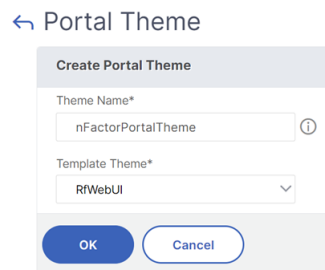 Portal Theme
Create Portal Theme
Theme Name*
nFactorPortalTheme
Template Theme*
RfWebUI
OK Cancel